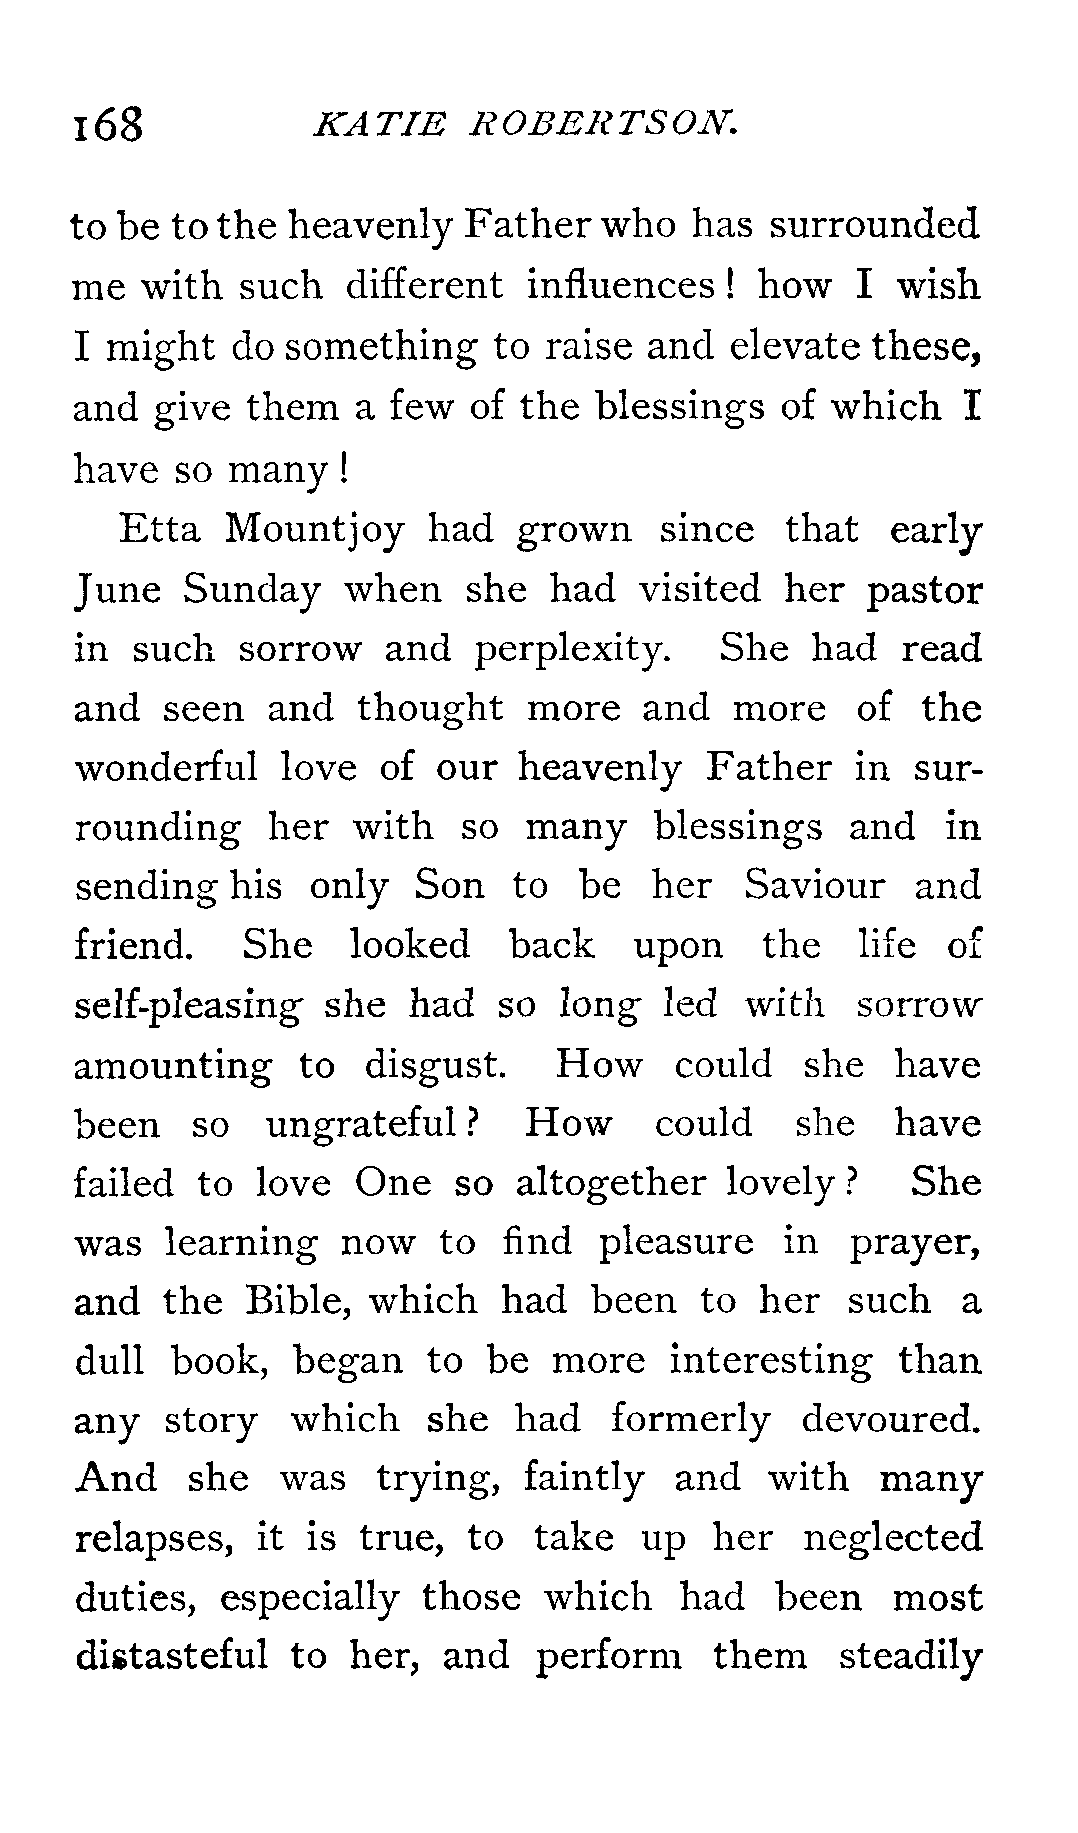 168 KATIE ROBERTSON.
to be to the heavenly Father who has surrounded
me with such different influences ! how I wish
I might do something to raise and elevate these,
and give them a few of the blessings of which I
have so many !
Etta Mountjoy had grown since that early
June Sunday when she had visited her pastor
in such sorrow and perplexity. She had read
and seen and thought more and more of the
wonderful love of our heavenly Father in sur-
rounding her with so many blessings and in
sending his only Son to be her Saviour and
friend. She looked back upon the life of
self-pleasing she had so long led with sorrow
amounting to disgust. How could she have
been so ungrateful ? How could she have
failed to love One so altogether lovely ? She
was learning now to find pleasure in prayer,
and the Bible, which had been to her such a
dull book, began to be more interesting than
any story which she had formerly devoured.
And she was trying, faintly and with many
relapses, it is true, to take up her neglected
duties, especially those which had been most
distasteful to her, and perform them steadily